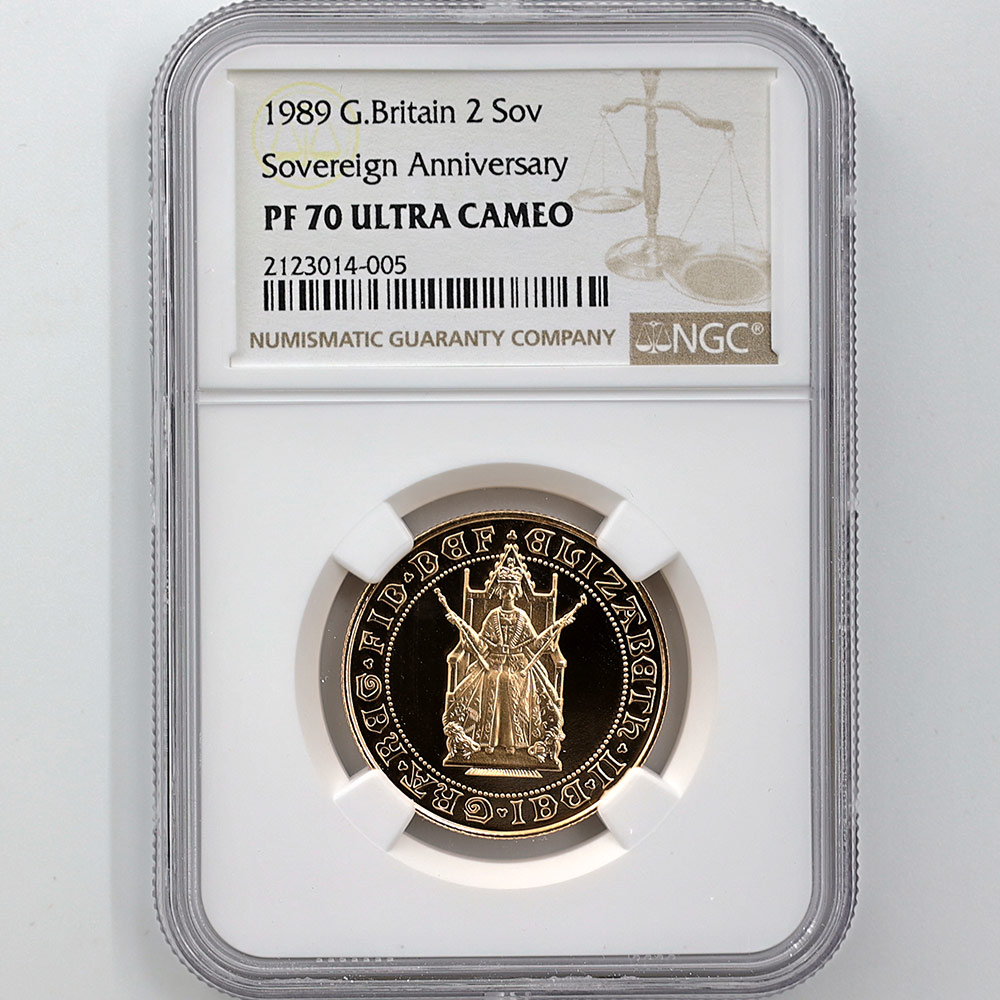 1989 G.Britain 2 Sov
Sovereign Anniversary
PF 70 ULTRA CAMEO
2123014-005
NUMISMATIC GUARANTY COMPANY
NGC®
ELIZABETH·II·DEI·GRA·REG·FID·DEF·